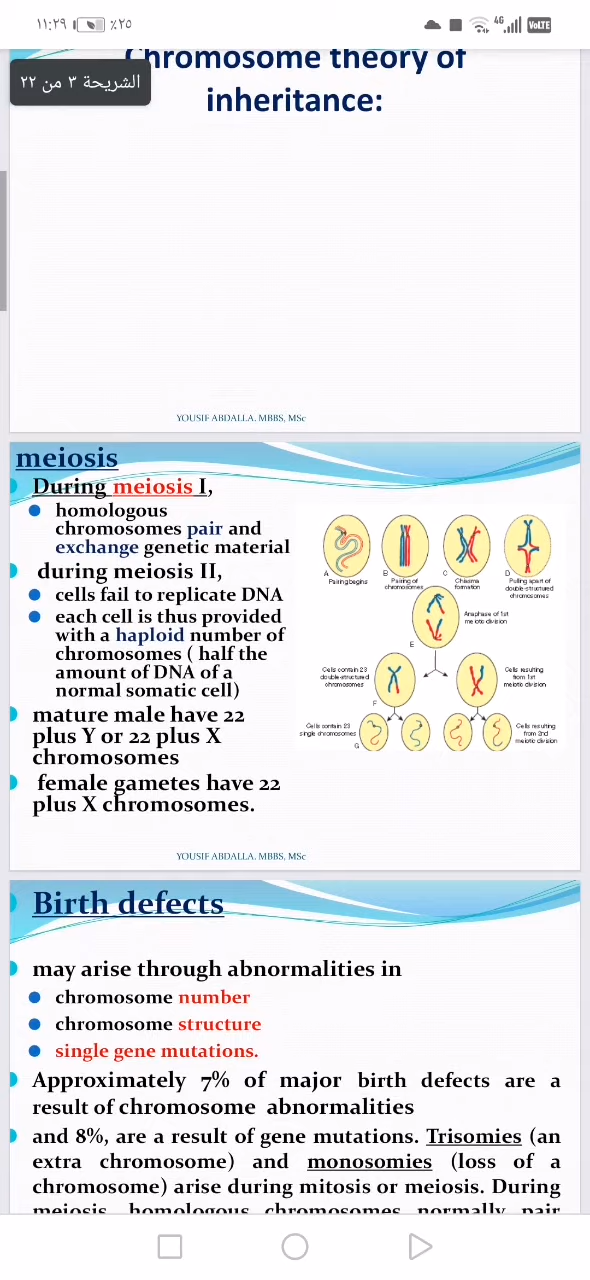 ١١:٢٩ ٪٢٥ 4G VoLTE
Chromosome theory of
الشريحة ٣ من ٢٢
inheritance:
YOUSIF ABDALLA. MBBS, MSc
meiosis
During meiosis I,
homologous
chromosomes pair and
exchange genetic material
during meiosis II,
cells fail to replicate DNA
each cell is thus provided
with a haploid number of
chromosomes ( half the
amount of DNA of a
normal somatic cell)
mature male have 22
plus Y or 22 plus X
chromosomes
female gametes have 22
plus X chromosomes.
A
Pairing begins
B
Pairing of
chromosomes
C
Chiasma
formation
D
Pulling apart of
double-structured
chromosomes
E
Anaphase of 1st
meiotic division
Cells contain 23
double-structured
chromosomes
F
Cells resulting
from 1st
meiotic division
Cells contain 23
single chromosomes
G
Cells resulting
from 2nd
meiotic division
YOUSIF ABDALLA. MBBS, MSc
Birth defects
may arise through abnormalities in
chromosome number
chromosome structure
single gene mutations.
Approximately 7% of major birth defects are a
result of chromosome abnormalities
and 8%, are a result of gene mutations. Trisomies (an
extra chromosome) and monosomies (loss of a
chromosome) arise during mitosis or meiosis. During
meiosis, homologous chromosomes normally pair